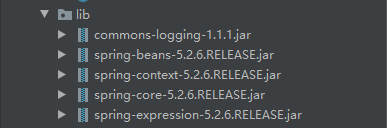 lib
commons-logging-1.1.1.jar
spring-beans-5.2.6.RELEASE.jar
spring-context-5.2.6.RELEASE.jar
spring-core-5.2.6.RELEASE.jar
spring-expression-5.2.6.RELEASE.jar